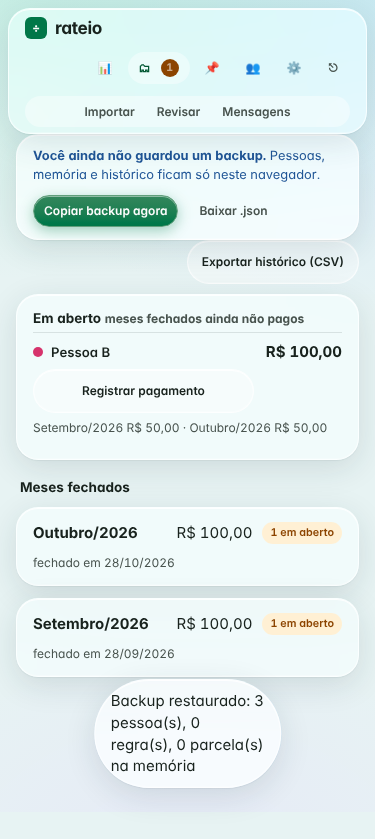 ÷ rateio
1
Importar Revisar Mensagens
Você ainda não guardou um backup. Pessoas,
memória e histórico ficam só neste navegador.
Copiar backup agora Baixar .json
Exportar histórico (CSV)
Em aberto meses fechados ainda não pagos
Pessoa B R$ 100,00
Registrar pagamento
Setembro/2026 R$ 50,00 · Outubro/2026 R$ 50,00
Meses fechados
Outubro/2026 R$ 100,00 1 em aberto
fechado em 28/10/2026
Setembro/2026 R$ 100,00 1 em aberto
fechado em 28/09/2026
Backup restaurado: 3
pessoa(s), 0
regra(s), 0 parcela(s)
na memória